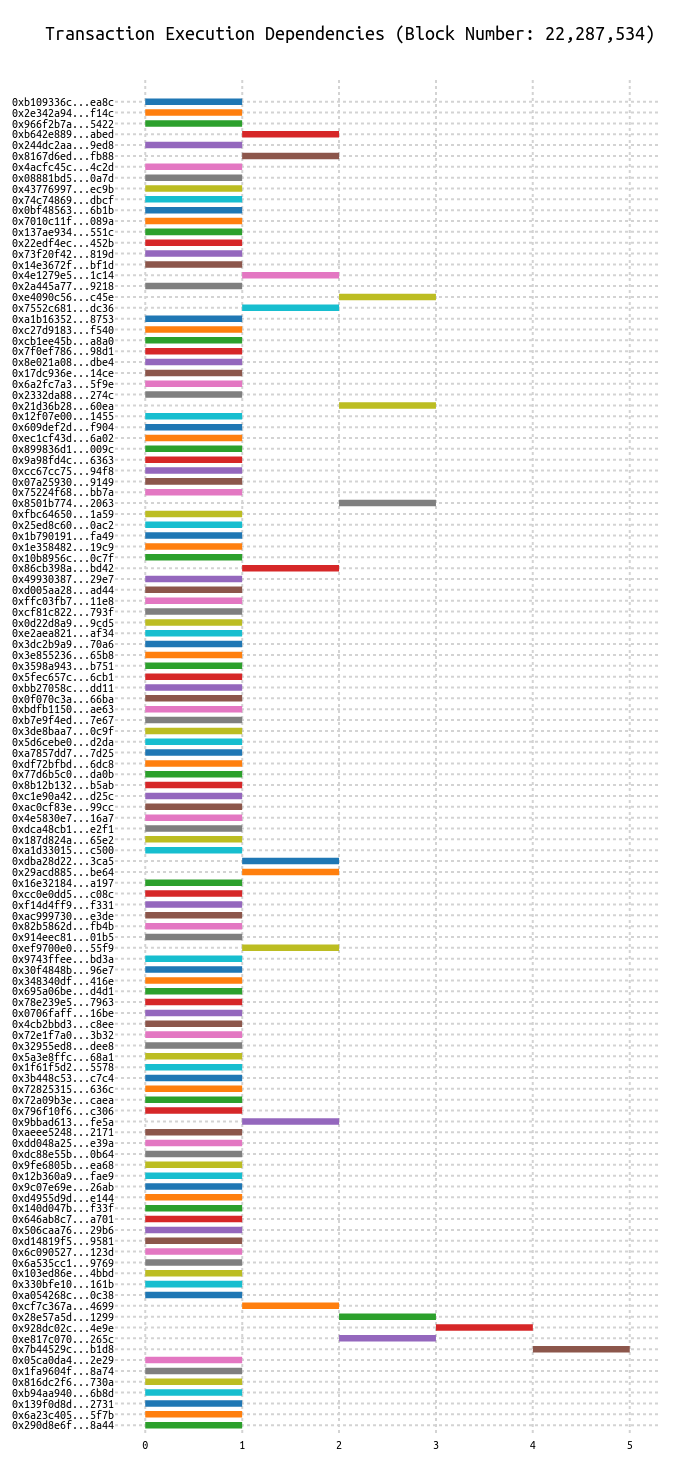 Transaction Execution Dependencies (Block Number: 22,287,534)
0xb109336c...ea8c
0x2e342a94...f14c
0x966f2b7a...5422
0xb642e889...abed
0x244dc2aa...9ed8
0x8167d6ed...fb88
0x4acfc45c...4c2d
0x08881bd5...0a7d
0x43776997...ec9b
0x74c74869...dbcf
0x0bf48563...6b1b
0x7010c11f...089a
0x137ae934...551c
0x22edf4ec...452b
0x73f20f42...819d
0x14e3672f...bf1d
0x4e1279e5...1c14
0x2a445a77...9218
0xe4090c56...c45e
0x7552c681...dc36
0xa1b16352...8753
0xc27d9183...f540
0xcb1ee45b...a8a0
0x7f0ef786...98d1
0x8e021a08...dbe4
0x17dc936e...14ce
0x6a2fc7a3...5f9e
0x2332da88...274c
0x21d36b28...60ea
0x12f07e00...1455
0x609def2d...f904
0xec1cf43d...6a02
0x899836d1...009c
0x9a98fd4c...6363
0xcc67cc75...94f8
0x07a25930...9149
0x75224f68...bb7a
0x8501b774...2063
0xfbc64650...1a59
0x25ed8c60...0ac2
0x1b790191...fa49
0x1e358482...19c9
0x10b8956c...0c7f
0x86cb398a...bd42
0x49930387...29e7
0xd005aa28...ad44
0xffc03fb7...11e8
0xcf81c822...793f
0x0d22d8a9...9cd5
0xe2aea821...af34
0x3dc2b9a9...70a6
0x3e855236...65b8
0x3598a943...b751
0x5fec657c...6cb1
0xbb27058c...dd11
0x0f070c3a...66ba
0xbdfb1150...ae63
0xb7e9f4ed...7e67
0x3de8baa7...0c9f
0x5d6cebe0...d2da
0xa7857dd7...7d25
0xdf72bfbd...6dc8
0x77d6b5c0...da0b
0x8b12b132...b5ab
0xc1e90a42...d25c
0xac0cf83e...99cc
0x4e5830e7...16a7
0xdca48cb1...e2f1
0x187d824a...65e2
0xa1d33015...c500
0xdba28d22...3ca5
0x29acd885...be64
0x16e32184...a197
0xcc0e0dd5...c08c
0xf14d4ff9...f331
0xac999730...e3de
0x82b5862d...fb4b
0x914eec81...01b5
0xef9700e0...55f9
0x9743ffee...bd3a
0x30f4848b...96e7
0x348340df...416e
0x695a06be...d4d1
0x78e239e5...7963
0x0706faff...16be
0x4cb2bbd3...c8ee
0x72e1f7a0...3b32
0x32955ed8...dee8
0x5a3e8ffc...68a1
0x1f61f5d2...5578
0x3b448c53...c7c4
0x72825315...636c
0x72a09b3e...caea
0x796f10f6...c306
0x9bbad613...fe5a
0xaeee5248...2171
0xdd048a25...e39a
0xdc88e55b...0b64
0x9fe6805b...ea68
0x12b360a9...fae9
0x9c07e69e...26ab
0xd4955d9d...e144
0x140d047b...f33f
0x646ab8c7...a701
0x506caa76...29b6
0xd14819f5...9581
0x6c090527...123d
0x6a535cc1...9769
0x103ed86e...4bbd
0x330bfe10...161b
0xa054268c...0c38
0xcf7c367a...4699
0x28e57a5d...1299
0x928dc02c...4e9e
0xe817c070...265c
0x7b44529c...b1d8
0x05ca0da4...2e29
0x1fa9604f...8a74
0x816dc2f6...730a
0xb94aa940...6b8d
0x139f0d8d...2731
0x6a23c405...5f7b
0x290d8e6f...8a44
0 1 2 3 4 5